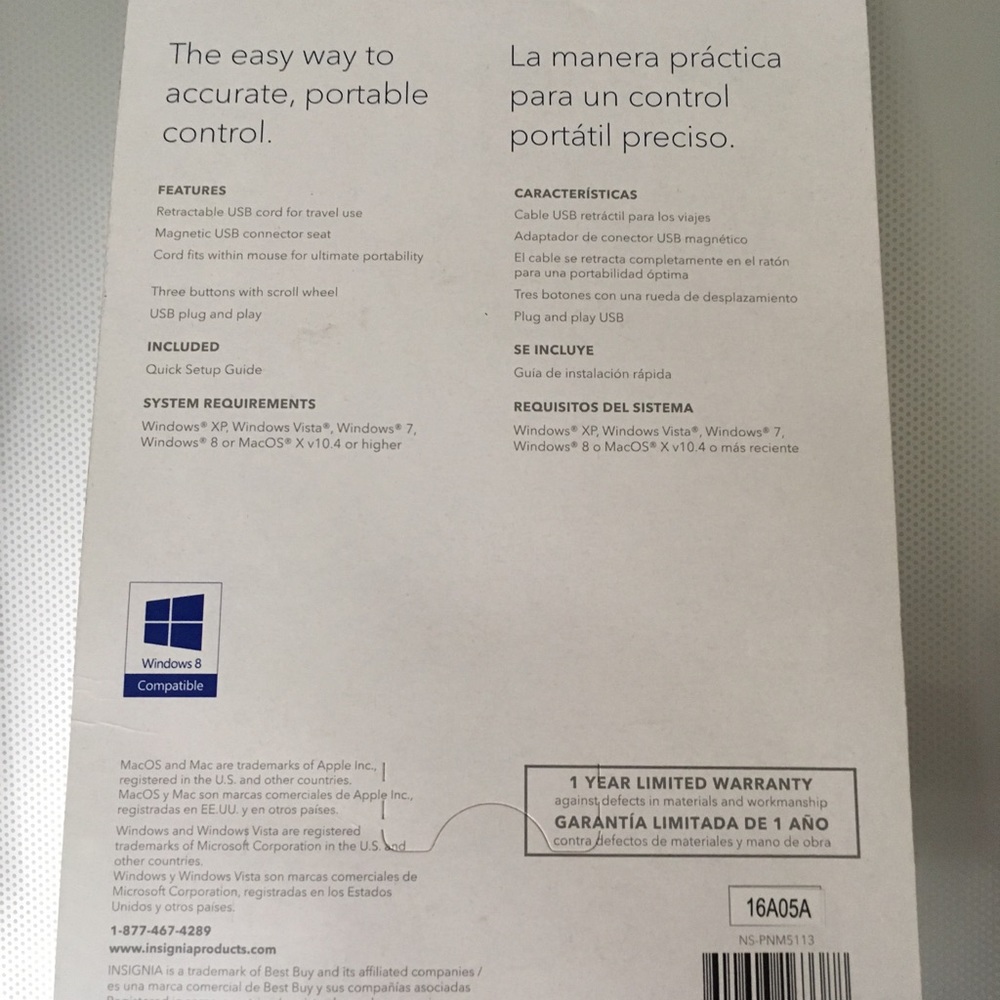 The easy way to
accurate, portable
control.
FEATURES
Retractable USB cord for travel use
Magnetic USB connector seat
Cord fits within mouse for ultimate portability
Three buttons with scroll wheel
USB plug and play
INCLUDED
Quick Setup Guide
SYSTEM REQUIREMENTS
Windows® XP, Windows Vista®, Windows® 7,
Windows® 8 or MacOS® X v10.4 or higher
La manera práctica
para un control
portátil preciso.
CARACTERÍSTICAS
Cable USB retráctil para los viajes
Adaptador de conector USB magnético
El cable se retracta completamente en el ratón
para una portabilidad óptima
Tres botones con una rueda de desplazamiento
Plug and play USB
SE INCLUYE
Guía de instalación rápida
REQUISITOS DEL SISTEMA
Windows® XP, Windows Vista®, Windows® 7,
Windows® 8 o MacOS® X v10.4 o más reciente
Windows 8
Compatible
MacOS and Mac are trademarks of Apple Inc.,
registered in the U.S. and other countries.
MacOS y Mac son marcas comerciales de Apple Inc.,
registradas en EE.UU. y en otros países.
Windows and Windows Vista are registered
trademarks of Microsoft Corporation in the U.S. and
other countries.
Windows y Windows Vista son marcas comerciales de
Microsoft Corporation, registradas en los Estados
Unidos y otros países.
1-877-467-4289
www.insigniaproducts.com
INSIGNIA is a trademark of Best Buy and its affiliated companies /
es una marca comercial de Best Buy y sus compañías asociadas
1 YEAR LIMITED WARRANTY
against defects in materials and workmanship
GARANTÍA LIMITADA DE 1 AÑO
contra defectos de materiales y mano de obra
16A05A
NS-PNM5113